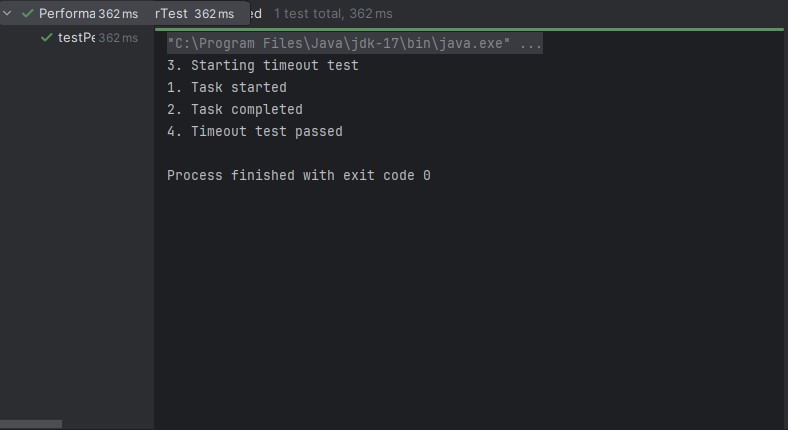 Performa 362 ms rTest 362 ms ed 1 test total, 362 ms
testPe 362 ms
"C:\Program Files\Java\jdk-17\bin\java.exe" ...
3. Starting timeout test
1. Task started
2. Task completed
4. Timeout test passed
Process finished with exit code 0